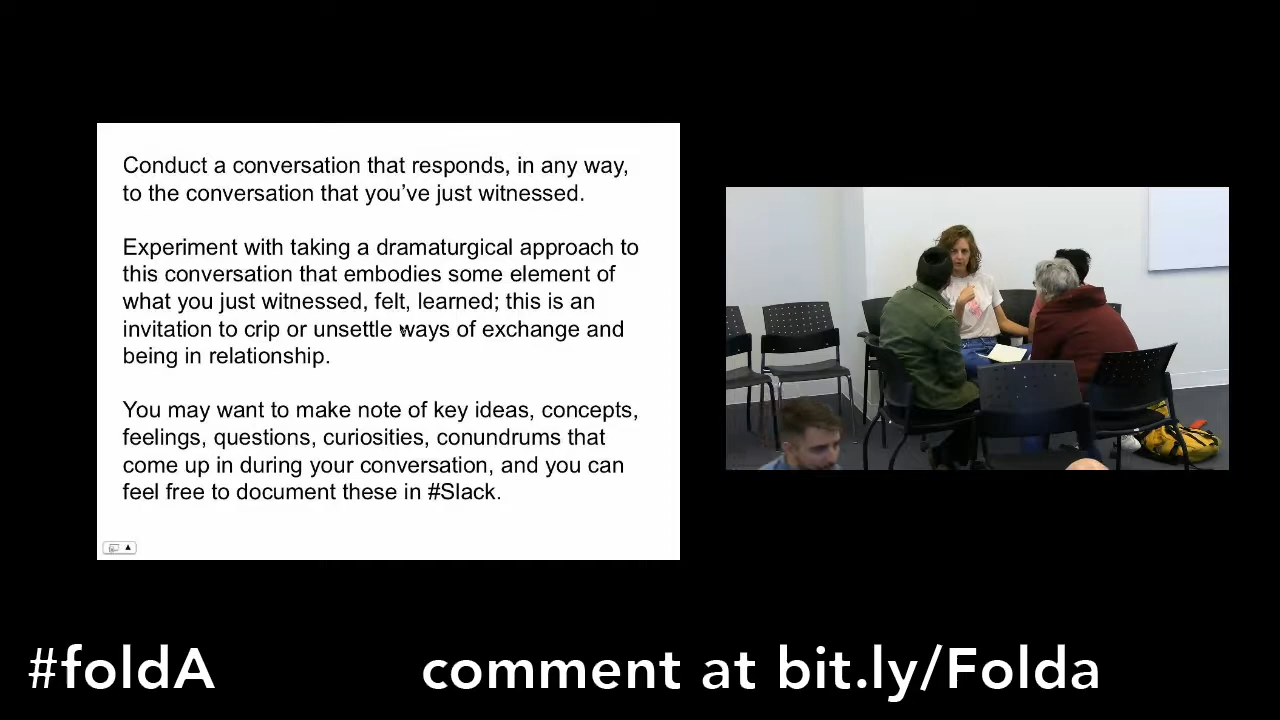 Conduct a conversation that responds, in any way,
to the conversation that you’ve just witnessed.
Experiment with taking a dramaturgical approach to
this conversation that embodies some element of
what you just witnessed, felt, learned; this is an
invitation to crip or unsettle ways of exchange and
being in relationship.
You may want to make note of key ideas, concepts,
feelings, questions, curiosities, conundrums that
come up in during your conversation, and you can
feel free to document these in #Slack.
#foldA
comment at bit.ly/Folda